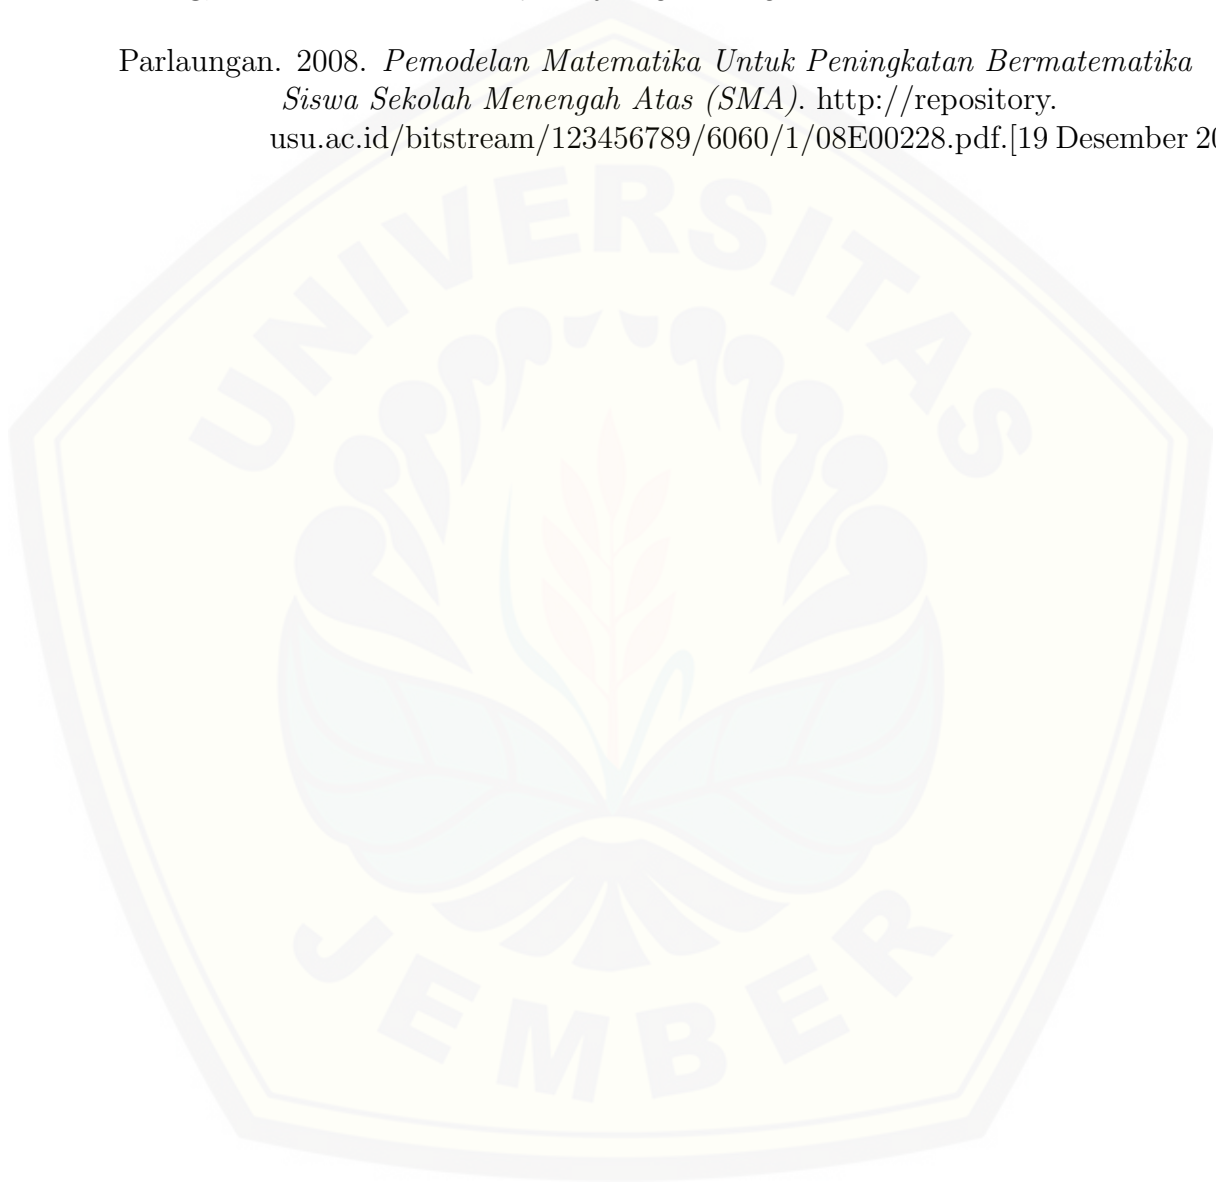 Parlaungan. 2008. Pemodelan Matematika Untuk Peningkatan Bermatematika
Siswa Sekolah Menengah Atas (SMA). http://repository.
usu.ac.id/bitstream/123456789/6060/1/08E00228.pdf.[19 Desember 20
UNIVERSITAS
JEMBER